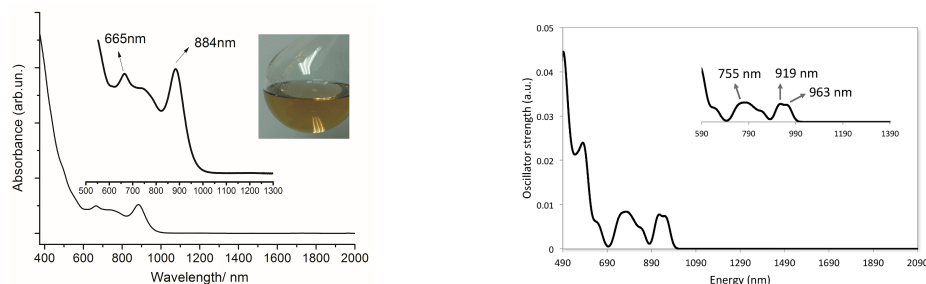 665nm
884nm
500 600 700 800 900 1000 1100 1200 1300
Absorbance (arb.un.)
400 600 800 1000 1200 1400 1600 1800 2000
Wavelength/ nm
0.05
0.04
0.03
0.02
0.01
0
Oscillator strength (a.u.)
755 nm
919 nm
963 nm
590 790 990 1190 1390
490 690 890 1090 1290 1490 1690 1890 2090
Energy (nm)